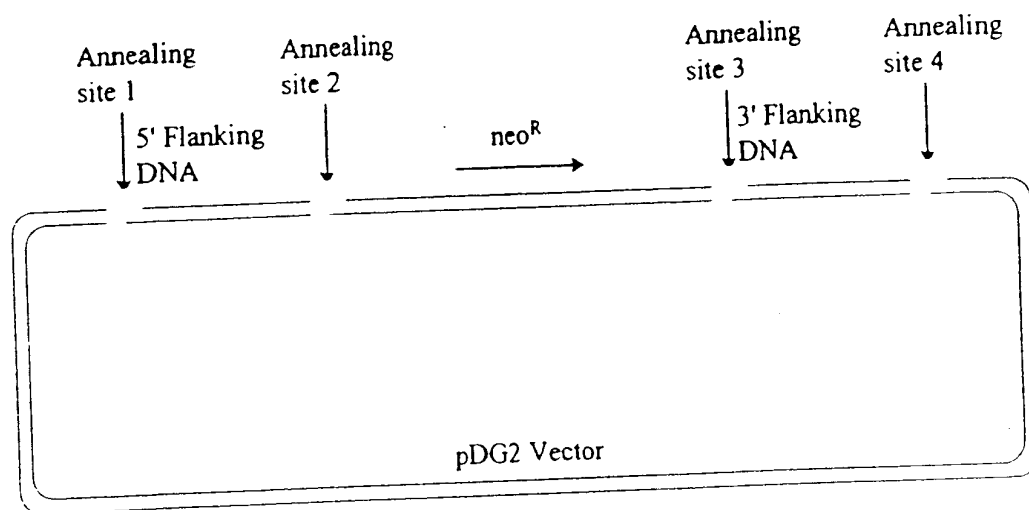 Annealing
site 1
Annealing
site 2
Annealing
site 3
Annealing
site 4
5' Flanking
DNA
neoR
3' Flanking
DNA
pDG2 Vector